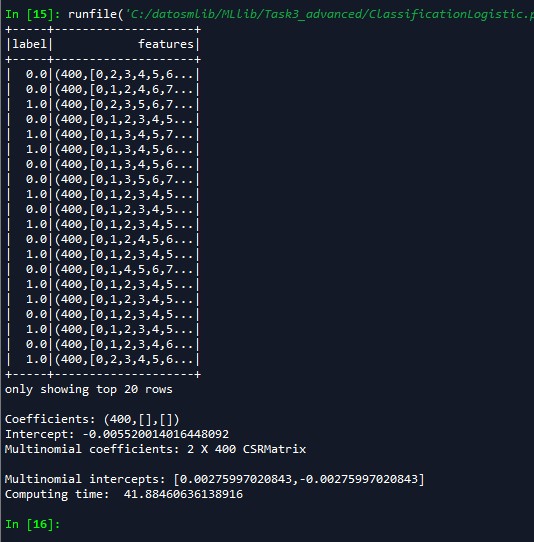 In [15]: runfile('C:/datosmlib/MLlib/Task3_advanced/ClassificationLogistic.p
+-----+--------------------+
|label|            features|
+-----+--------------------+
|  0.0|(400,[0,2,3,4,5,6...|
|  0.0|(400,[0,1,2,4,6,7...|
|  1.0|(400,[0,2,3,5,6,7...|
|  0.0|(400,[0,1,2,3,4,5...|
|  1.0|(400,[0,1,3,4,5,7...|
|  1.0|(400,[0,1,3,4,5,6...|
|  0.0|(400,[0,1,3,4,5,6...|
|  0.0|(400,[0,1,3,5,6,7...|
|  1.0|(400,[0,1,2,3,4,5...|
|  0.0|(400,[0,1,2,3,4,5...|
|  1.0|(400,[0,1,2,3,4,5...|
|  0.0|(400,[0,1,2,3,5,6...|
|  1.0|(400,[0,1,2,3,4,5...|
|  0.0|(400,[0,1,4,5,6,7...|
|  1.0|(400,[0,1,2,3,4,5...|
|  1.0|(400,[0,1,2,3,4,5...|
|  0.0|(400,[0,1,2,3,4,5...|
|  1.0|(400,[0,1,2,3,4,5...|
|  0.0|(400,[0,1,2,3,4,6...|
|  1.0|(400,[0,2,3,4,5,6...|
+-----+--------------------+
only showing top 20 rows
Coefficients: (400,[],[])
Intercept: -0.005520014016448092
Multinomial coefficients: 2 X 400 CSRMatrix
Multinomial intercepts: [0.00275997020843,-0.00275997020843]
Computing time:  41.88460636138916
In [16]: